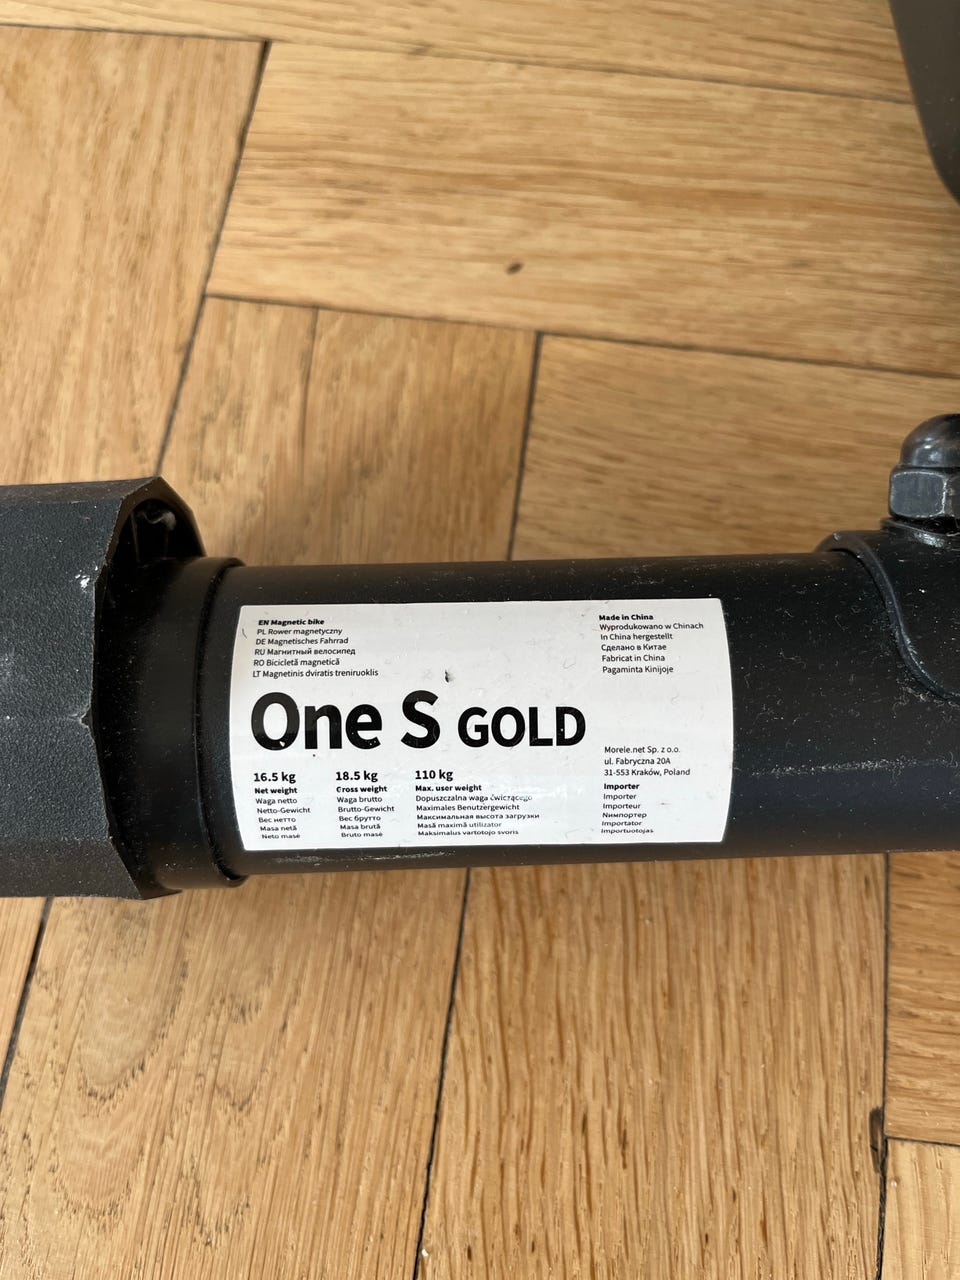 EN Magnetic bike
PL Rower magnetyczny
DE Magnetisches Fahrrad
RU Магнитный велосипед
RO Bicicletă magnetică
LT Magnetinis dviratis treniruoklis
Made in China
Wyprodukowano w Chinach
In China hergestellt
Сделано в Китае
Fabricat in China
Pagaminta Kinijoje
One S GOLD
16.5 kg
Net weight
Waga netto
Netto-Gewicht
Вес нетто
Masa netă
Neto masė
18.5 kg
Gross weight
Waga brutto
Brutto-Gewicht
Вес брутто
Masa brută
Bruto masė
110 kg
Max. user weight
Dopuszczalna waga ćwiczącego
Maximales Benutzergewicht
Максимальная высота загрузки
Masă maximă utilizator
Maksimalus vartotojo svoris
Morele.net Sp. z o.o.
ul. Fabryczna 20A
31-553 Kraków, Poland
Importer
Importer
Importeur
Nимпортер
Importator
Importuotojas